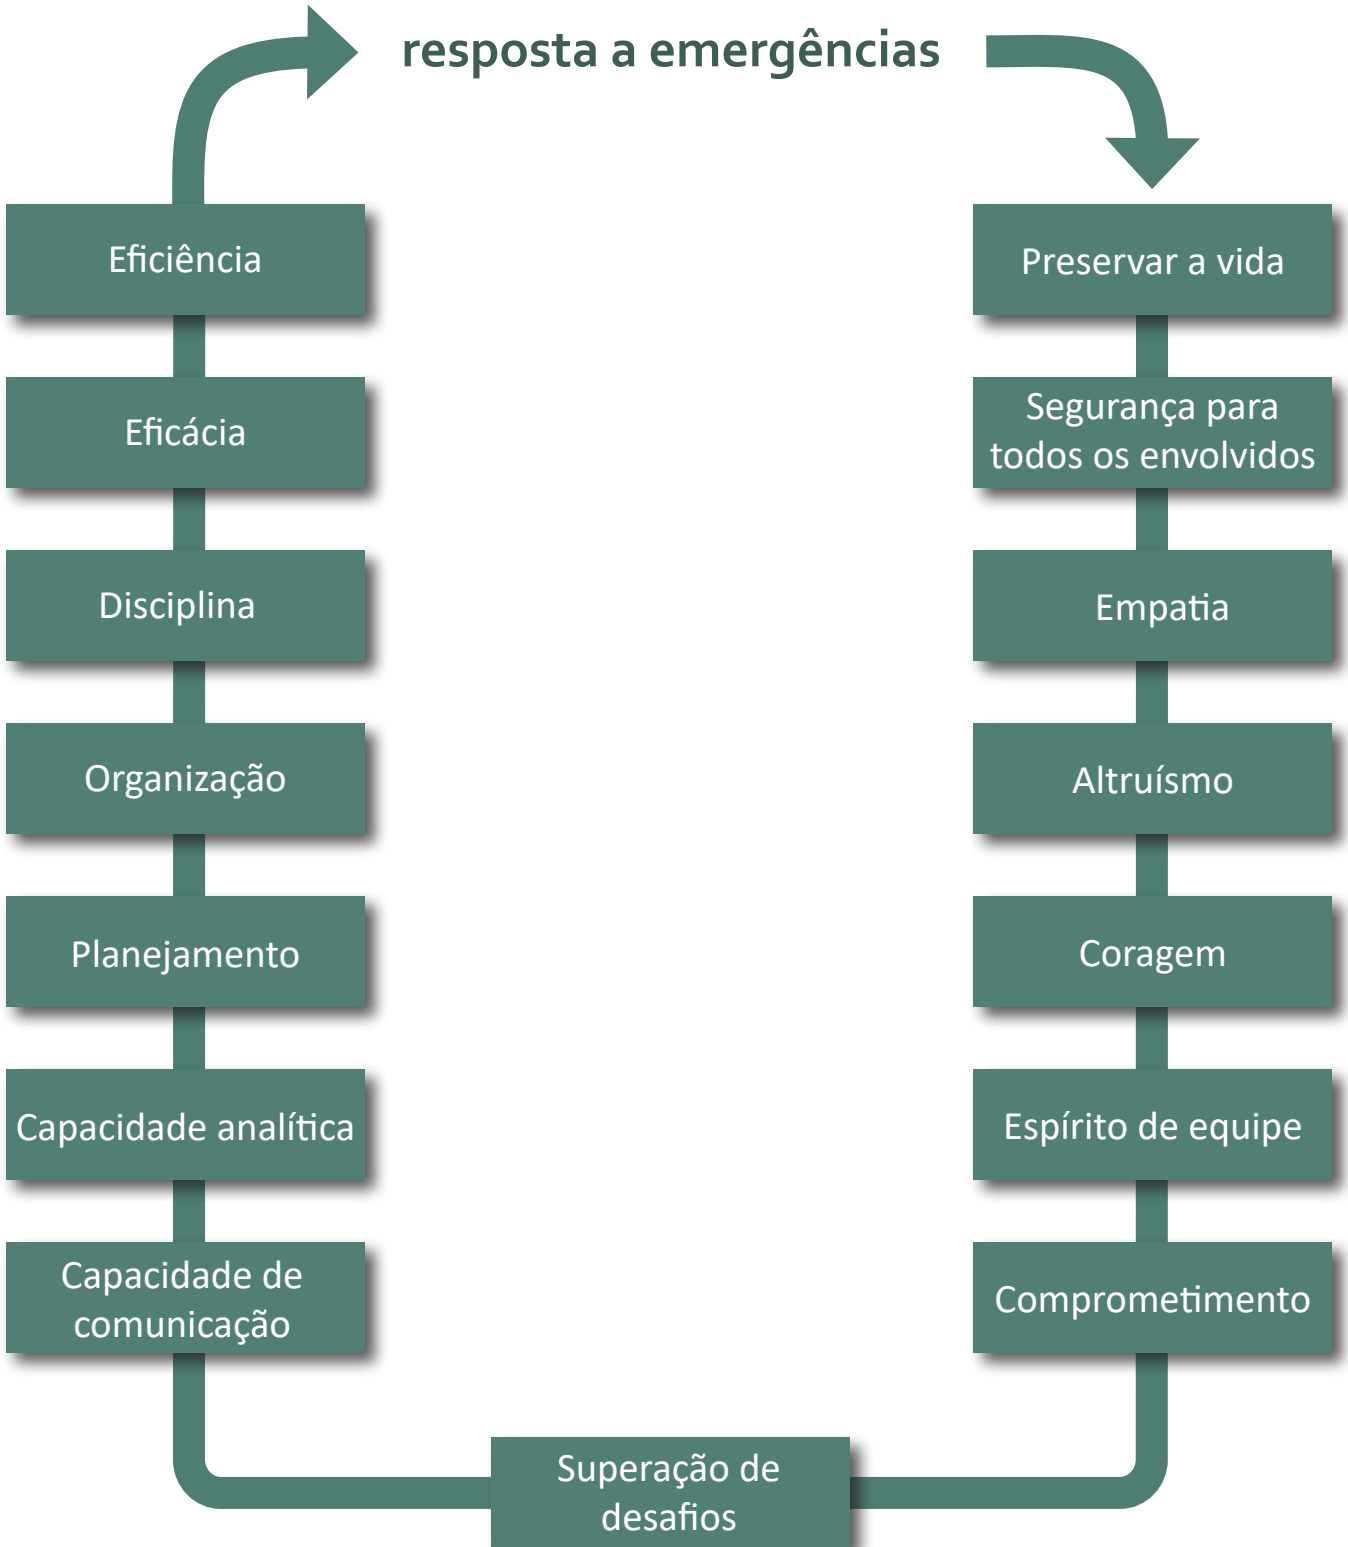 resposta a emergências
Eficiência
Eficácia
Disciplina
Organização
Planejamento
Capacidade analítica
Capacidade de
comunicação
Preservar a vida
Segurança para
todos os envolvidos
Empatia
Altruísmo
Coragem
Espírito de equipe
Comprometimento
Superação de
desafios